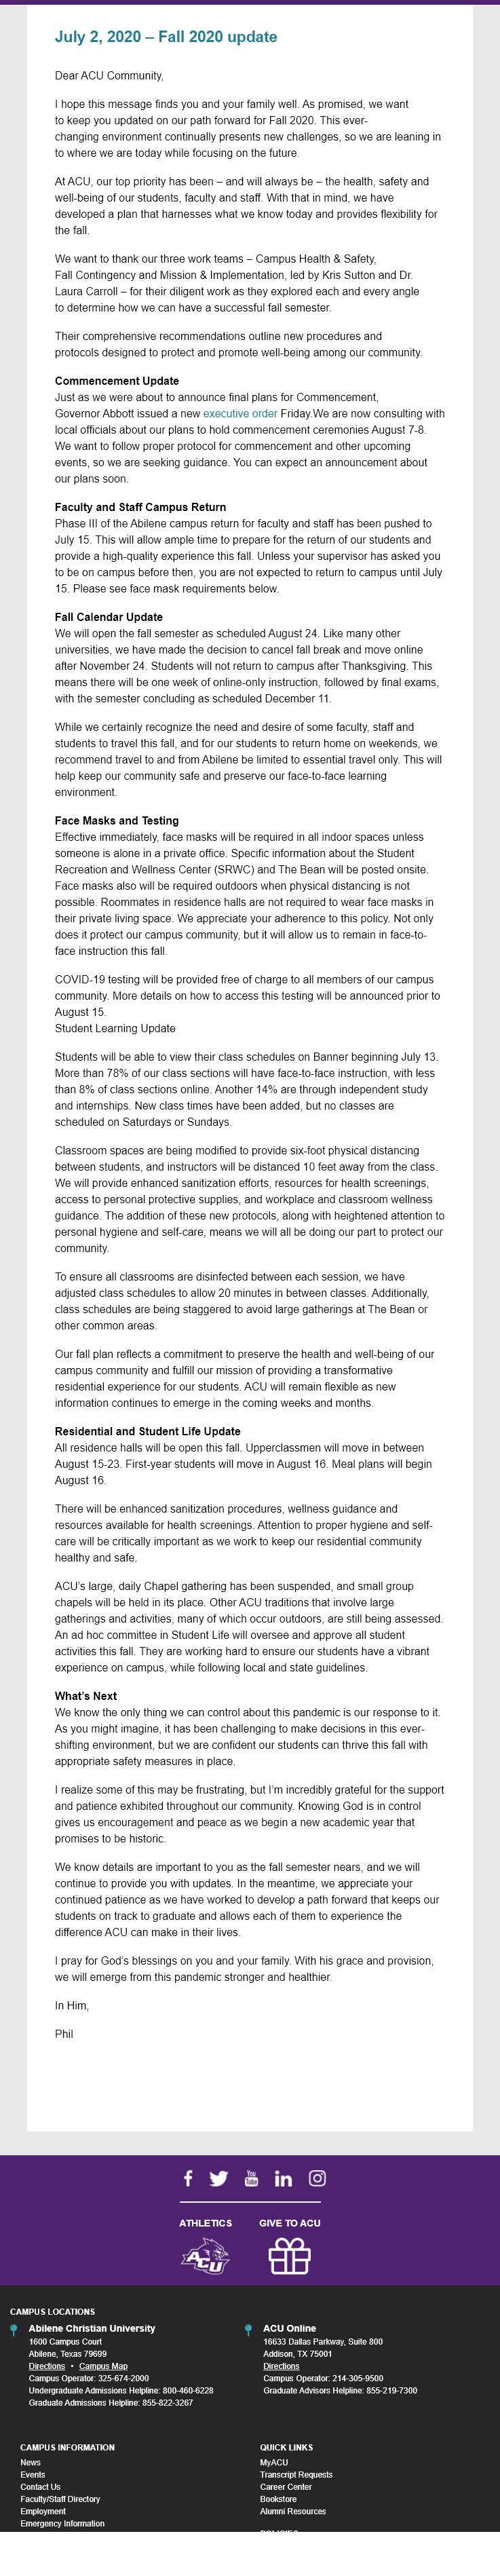 July 2, 2020 – Fall 2020 update
Dear ACU Community,
I hope this message finds you and your family well. As promised, we want
to keep you updated on our path forward for Fall 2020. This ever-
changing environment continually presents new challenges, so we are leaning in
to where we are today while focusing on the future.
At ACU, our top priority has been – and will always be – the health, safety and
well-being of our students, faculty and staff. With that in mind, we have
developed a plan that harnesses what we know today and provides flexibility for
the fall.
We want to thank our three work teams – Campus Health & Safety,
Fall Contingency and Mission & Implementation, led by Kris Sutton and Dr.
Laura Carroll – for their diligent work as they explored each and every angle
to determine how we can have a successful fall semester.
Their comprehensive recommendations outline new procedures and
protocols designed to protect and promote well-being among our community.
Commencement Update
Just as we were about to announce final plans for Commencement,
Governor Abbott issued a new executive order Friday.We are now consulting with
local officials about our plans to hold commencement ceremonies August 7-8.
We want to follow proper protocol for commencement and other upcoming
events, so we are seeking guidance. You can expect an announcement about
our plans soon.
Faculty and Staff Campus Return
Phase III of the Abilene campus return for faculty and staff has been pushed to
July 15. This will allow ample time to prepare for the return of our students and
provide a high-quality experience this fall. Unless your supervisor has asked you
to be on campus before then, you are not expected to return to campus until July
15. Please see face mask requirements below.
Fall Calendar Update
We will open the fall semester as scheduled August 24. Like many other
universities, we have made the decision to cancel fall break and move online
after November 24. Students will not return to campus after Thanksgiving. This
means there will be one week of online-only instruction, followed by final exams,
with the semester concluding as scheduled December 11.
While we certainly recognize the need and desire of some faculty, staff and
students to travel this fall, and for our students to return home on weekends, we
recommend travel to and from Abilene be limited to essential travel only. This will
help keep our community safe and preserve our face-to-face learning
environment.
Face Masks and Testing
Effective immediately, face masks will be required in all indoor spaces unless
someone is alone in a private office. Specific information about the Student
Recreation and Wellness Center (SRWC) and The Bean will be posted onsite.
Face masks also will be required outdoors when physical distancing is not
possible. Roommates in residence halls are not required to wear face masks in
their private living space. We appreciate your adherence to this policy. Not only
does it protect our campus community, but it will allow us to remain in face-to-
face instruction this fall.
COVID-19 testing will be provided free of charge to all members of our campus
community. More details on how to access this testing will be announced prior to
August 15.
Student Learning Update
Students will be able to view their class schedules on Banner beginning July 13.
More than 78% of our class sections will have face-to-face instruction, with less
than 8% of class sections online. Another 14% are through independent study
and internships. New class times have been added, but no classes are
scheduled on Saturdays or Sundays.
Classroom spaces are being modified to provide six-foot physical distancing
between students, and instructors will be distanced 10 feet away from the class.
We will provide enhanced sanitization efforts, resources for health screenings,
access to personal protective supplies, and workplace and classroom wellness
guidance. The addition of these new protocols, along with heightened attention to
personal hygiene and self-care, means we will all be doing our part to protect our
community.
To ensure all classrooms are disinfected between each session, we have
adjusted class schedules to allow 20 minutes in between classes. Additionally,
class schedules are being staggered to avoid large gatherings at The Bean or
other common areas.
Our fall plan reflects a commitment to preserve the health and well-being of our
campus community and fulfill our mission of providing a transformative
residential experience for our students. ACU will remain flexible as new
information continues to emerge in the coming weeks and months.
Residential and Student Life Update
All residence halls will be open this fall. Upperclassmen will move in between
August 15-23. First-year students will move in August 16. Meal plans will begin
August 16.
There will be enhanced sanitization procedures, wellness guidance and
resources available for health screenings. Attention to proper hygiene and self-
care will be critically important as we work to keep our residential community
healthy and safe.
ACU's large, daily Chapel gathering has been suspended, and small group
chapels will be held in its place. Other ACU traditions that involve large
gatherings and activities, many of which occur outdoors, are still being assessed.
An ad hoc committee in Student Life will oversee and approve all student
activities this fall. They are working hard to ensure our students have a vibrant
experience on campus, while following local and state guidelines.
What's Next
We know the only thing we can control about this pandemic is our response to it.
As you might imagine, it has been challenging to make decisions in this ever-
shifting environment, but we are confident our students can thrive this fall with
appropriate safety measures in place.
I realize some of this may be frustrating, but I'm incredibly grateful for the support
and patience exhibited throughout our community. Knowing God is in control
gives us encouragement and peace as we begin a new academic year that
promises to be historic.
We know details are important to you as the fall semester nears, and we will
continue to provide you with updates. In the meantime, we appreciate your
continued patience as we have worked to develop a path forward that keeps our
students on track to graduate and allows each of them to experience the
difference ACU can make in their lives.
I pray for God's blessings on you and your family. With his grace and provision,
we will emerge from this pandemic stronger and healthier.
In Him,
Phil
You Tube
ATHLETICS GIVE TO ACU
ACU
CAMPUS LOCATIONS
Abilene Christian University
1600 Campus Court
Abilene, Texas 79699
Directions • Campus Map
Campus Operator: 325-674-2000
Undergraduate Admissions Helpline: 800-460-6228
Graduate Admissions Helpline: 855-822-3267
ACU Online
16633 Dallas Parkway, Suite 800
Addison, TX 75001
Directions
Campus Operator: 214-305-9500
Graduate Advisors Helpline: 855-219-7300
CAMPUS INFORMATION
News
Events
Contact Us
Faculty/Staff Directory
Employment
Emergency Information
QUICK LINKS
MyACU
Transcript Requests
Career Center
Bookstore
Alumni Resources